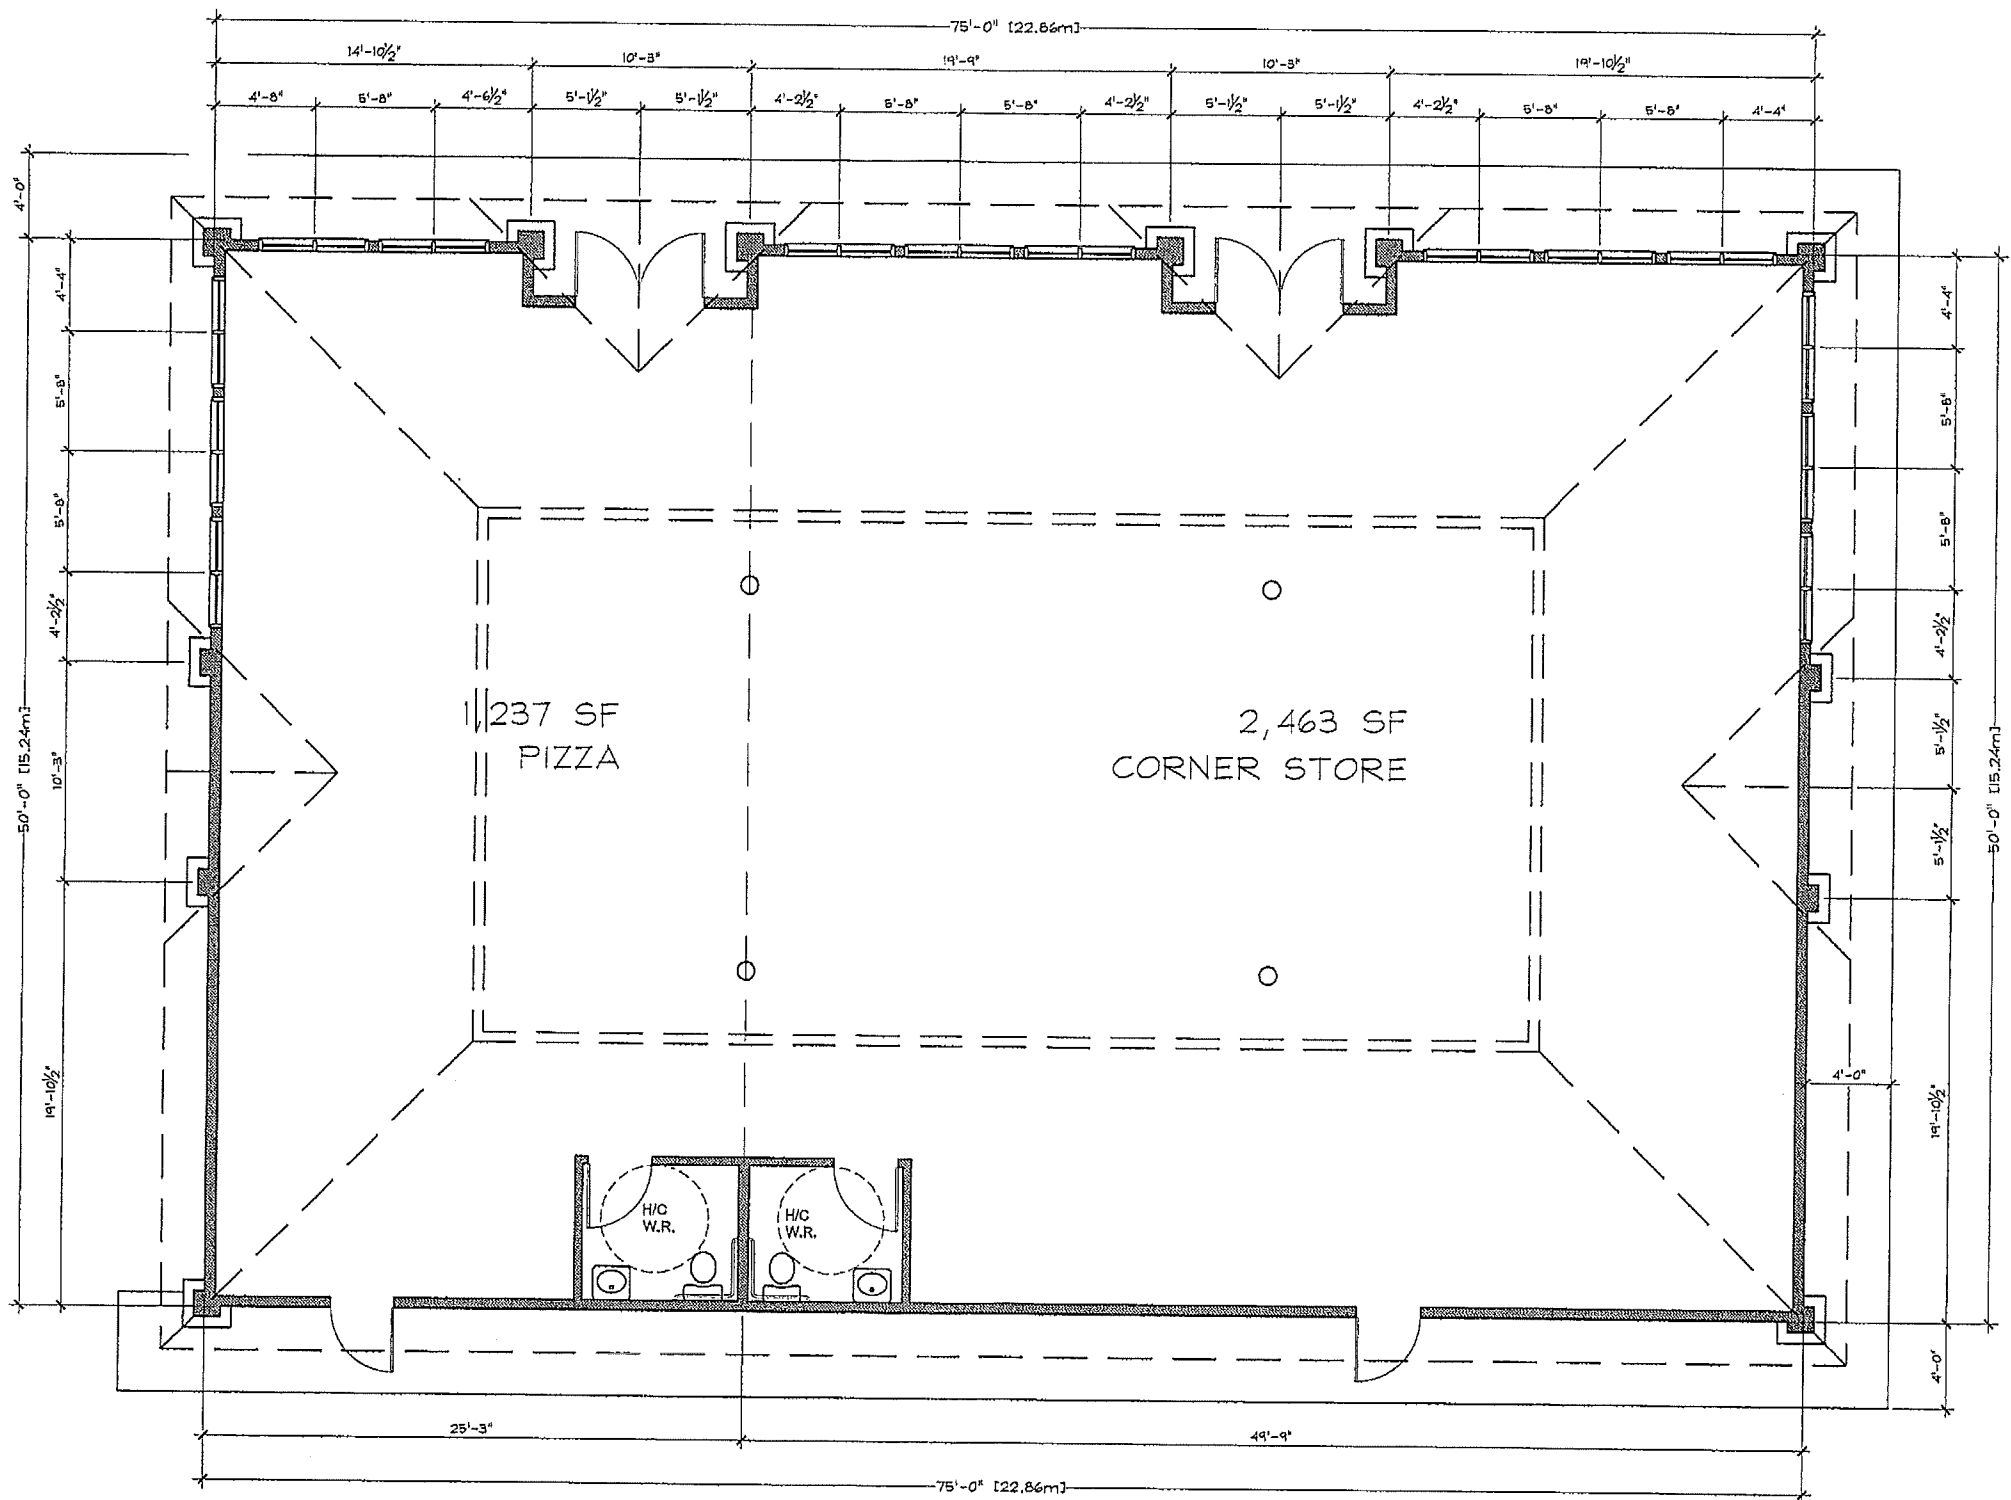 75'-0" [22.86m]
14'-10½" 10'-3" 19'-9" 10'-3" 19'-10½"
4'-8" 5'-8" 4'-6½" 5'-1½" 5'-1½" 4'-2½" 5'-8" 5'-8" 4'-2½" 5'-1½" 5'-1½" 4'-2½" 5'-8" 5'-8" 4'-4"
4'-0"
4'-4"
5'-8"
5'-8"
4'-2½"
10'-3"
19'-10½"
50'-0" [15.24m]
1,237 SF
PIZZA
2,463 SF
CORNER STORE
4'-4"
5'-8"
5'-8"
4'-2½"
5'-1½"
5'-1½"
19'-10½"
50'-0" [15.24m]
4'-0"
4'-0"
H/C
W.R.
H/C
W.R.
25'-3" 49'-9"
75'-0" [22.86m]